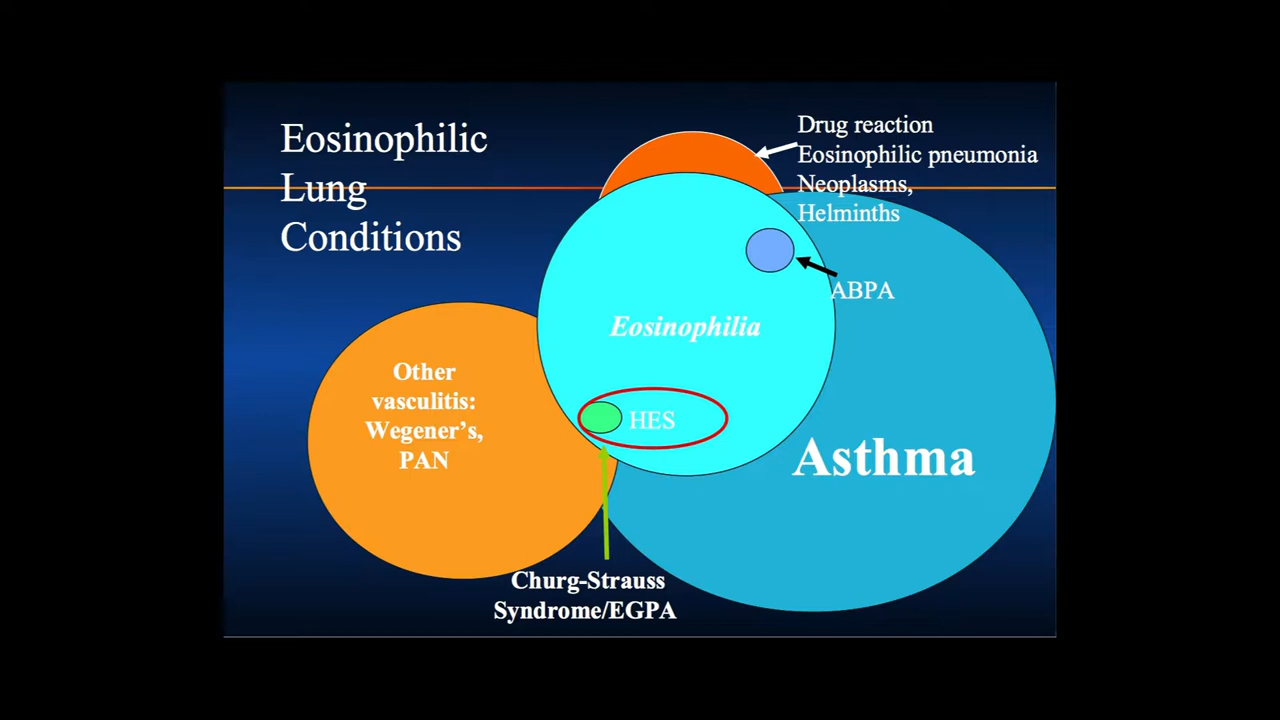 Eosinophilic
Lung
Conditions
Drug reaction
Eosinophilic pneumonia
Neoplasms,
Helminths
ABPA
Eosinophilia
Other
vasculitis:
Wegener’s,
PAN
HES
Asthma
Churg-Strauss
Syndrome/EGPA